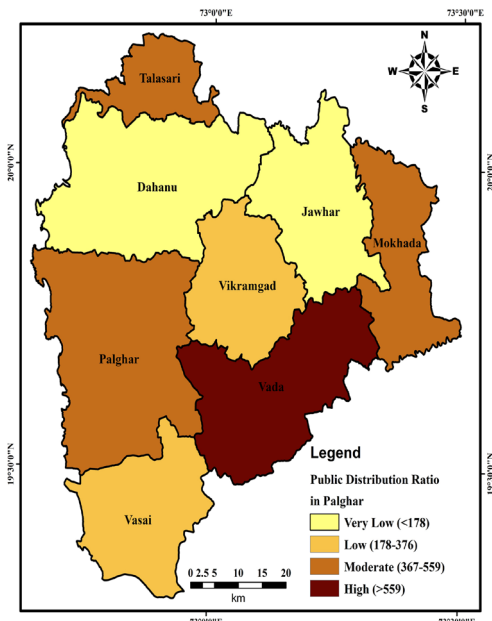 73°0'0"E
73°30'0"E
N
W
E
S
Talasari
20°0'0"N
20°0'0"N
Dahanu
Jawhar
Mokhada
Vikramgad
Palghar
Vada
Legend
19°30'0"N
19°30'0"N
Public Distribution Ratio
in Palghar
Very Low (<178)
Vasai
Low (178-376)
Moderate (367-559)
0 2.5 5 10 15 20
High (>559)
km